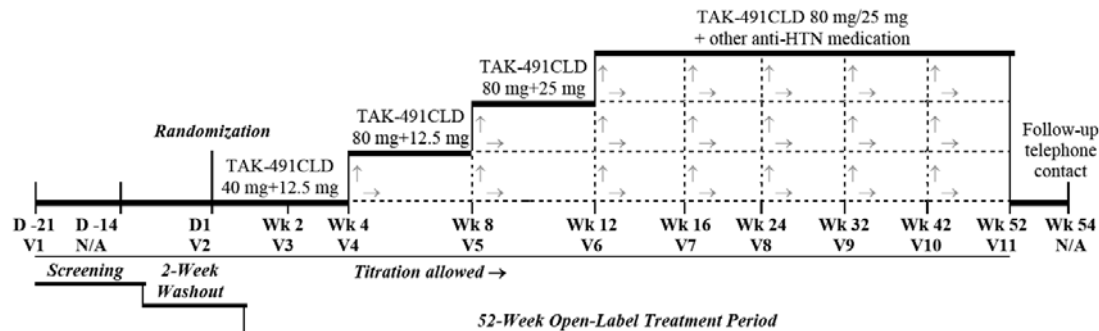 TAK-491CLD 80 mg/25 mg
+ other anti-HTN medication
TAK-491CLD
80 mg+25 mg
TAK-491CLD
80 mg+12.5 mg
Randomization
TAK-491CLD
40 mg+12.5 mg
Follow-up
telephone
contact
D -21 D -14 D1 Wk 2 Wk 4 Wk 8 Wk 12 Wk 16 Wk 24 Wk 32 Wk 42 Wk 52 Wk 54
V1 N/A V2 V3 V4 V5 V6 V7 V8 V9 V10 V11 N/A
Screening
2-Week
Washout
Titration allowed →
52-Week Open-Label Treatment Period